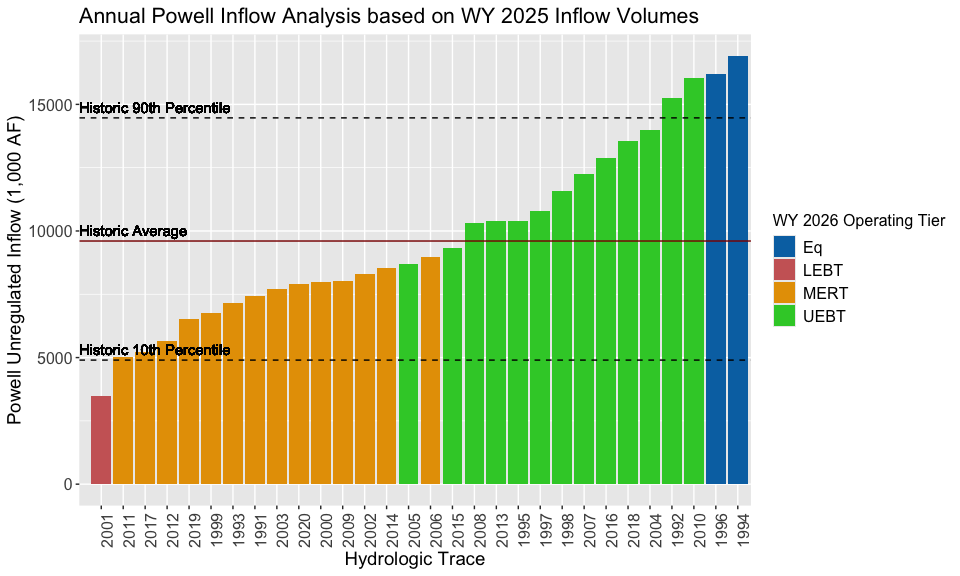 Annual Powell Inflow Analysis based on WY 2025 Inflow Volumes
Powell Unregulated Inflow (1,000 AF)
15000
10000
5000
0
Historic 90th Percentile
Historic Average
Historic 10th Percentile
2001 2011 2017 2012 2019 1999 1993 1991 2003 2020 2000 2009 2002 2014 2005 2006 2015 2008 2013 1995 1997 1998 2007 2016 2018 2004 1992 2010 1996 1994
Hydrologic Trace
WY 2026 Operating Tier
Eq
LEBT
MERT
UEBT